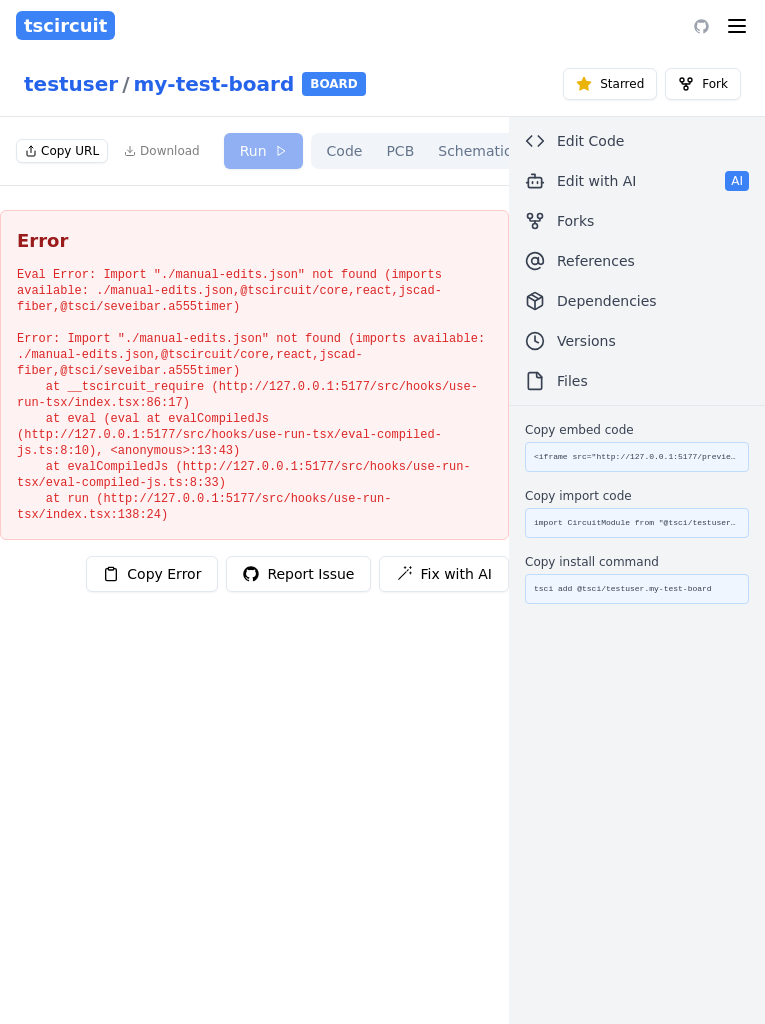 tscircuit
testuser/my-test-board BOARD
Starred
Fork
Copy URL
Download
Run
Code
PCB
Schematic
Error
Eval Error: Import "./manual-edits.json" not found (imports
available: ./manual-edits.json,@tscircuit/core,react,jscad-
fiber,@tsci/seveibar.a555timer)
Error: Import "./manual-edits.json" not found (imports available:
./manual-edits.json,@tscircuit/core,react,jscad-
fiber,@tsci/seveibar.a555timer)
at __tscircuit_require (http://127.0.0.1:5177/src/hooks/use-
run-tsx/index.tsx:86:17)
at eval (eval at evalCompiledJs
(http://127.0.0.1:5177/src/hooks/use-run-tsx/eval-compiled-
js.ts:8:10), <anonymous>:13:43)
at evalCompiledJs (http://127.0.0.1:5177/src/hooks/use-run-
tsx/eval-compiled-js.ts:8:33)
at run (http://127.0.0.1:5177/src/hooks/use-run-
tsx/index.tsx:138:24)
Copy Error
Report Issue
Fix with AI
Edit Code
Edit with AI
AI
Forks
References
Dependencies
Versions
Files
Copy embed code
<iframe src="http://127.0.0.1:5177/previe…
Copy import code
import CircuitModule from "@tsci/testuser…
Copy install command
tsci add @tsci/testuser.my-test-board